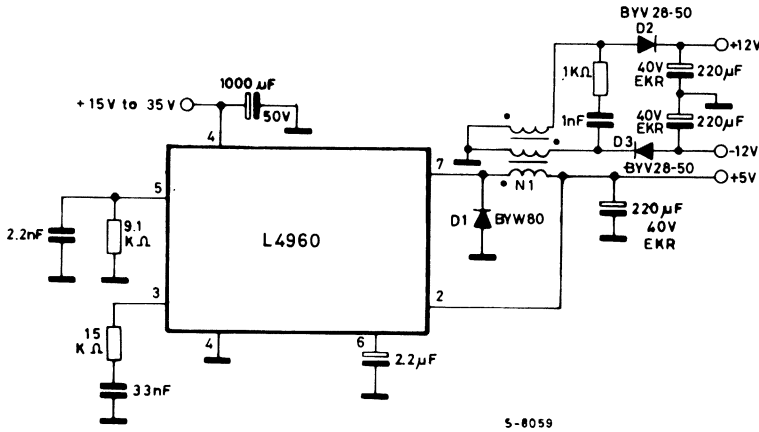 BYV 28-50
D2
+12V
1000 µF
1KΩ
40V
EKR
220µF
+15V to 35V
50V
4
1nF
40V
EKR
220µF
D3
-12V
7
BYV28-50
+5V
N1
5
2.2nF
9.1
KΩ
L4960
D1
BYW80
220µF
40V
EKR
3
2
15
KΩ
4
6
2.2µF
33nF
S-8059